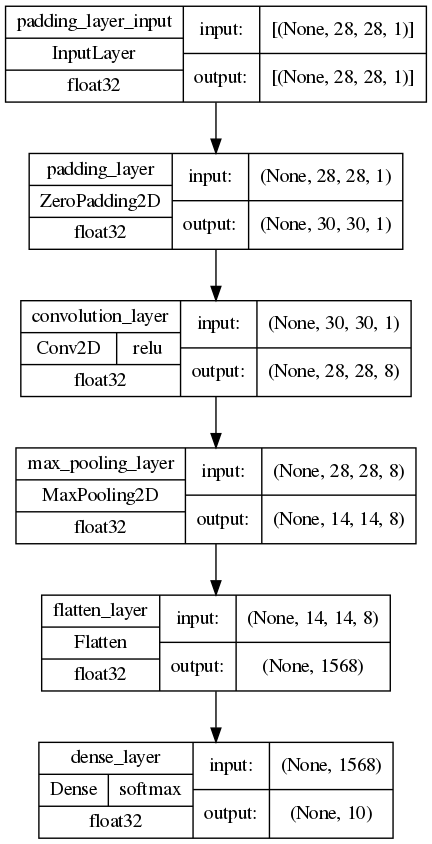 padding_layer_input
InputLayer
float32
input:
[(None, 28, 28, 1)]
output:
[(None, 28, 28, 1)]
padding_layer
ZeroPadding2D
float32
input:
(None, 28, 28, 1)
output:
(None, 30, 30, 1)
convolution_layer
Conv2D relu
float32
input:
(None, 30, 30, 1)
output:
(None, 28, 28, 8)
max_pooling_layer
MaxPooling2D
float32
input:
(None, 28, 28, 8)
output:
(None, 14, 14, 8)
flatten_layer
Flatten
float32
input:
(None, 14, 14, 8)
output:
(None, 1568)
dense_layer
Dense softmax
float32
input:
(None, 1568)
output:
(None, 10)